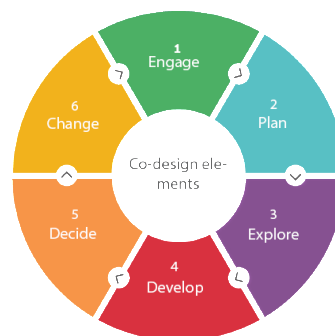 1
Engage
2
Plan
3
Explore
4
Develop
5
Decide
6
Change
Co-design ele-
ments